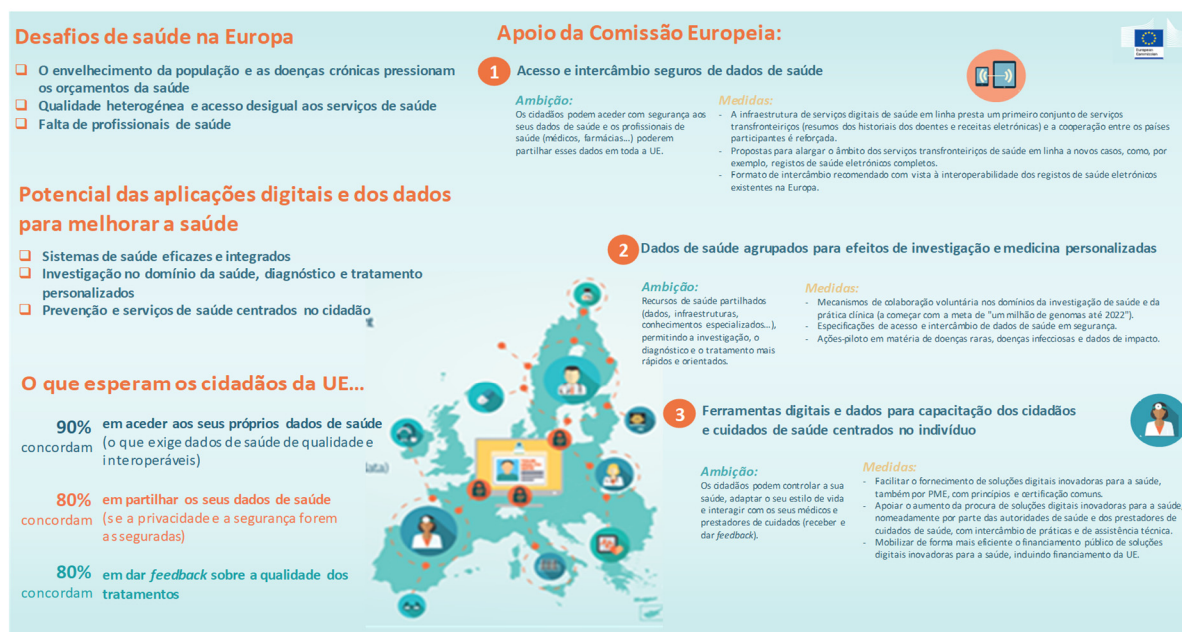 Desafios de saúde na Europa
O envelhecimento da população e as doenças crónicas pressionam
os orçamentos da saúde
Qualidade heterogénea e acesso desigual aos serviços de saúde
Falta de profissionais de saúde
Potencial das aplicações digitais e dos dados
para melhorar a saúde
Sistemas de saúde eficazes e integrados
Investigação no domínio da saúde, diagnóstico e tratamento
personalizados
Prevenção e serviços de saúde centrados no cidadão
O que esperam os cidadãos da UE...
90%
concordam
em aceder aos seus próprios dados de saúde
(o que exige dados de saúde de qualidade e
interoperáveis)
80%
concordam
em partilhar os seus dados de saúde
(se a privacidade e a segurança forem
asseguradas)
80%
concordam
em dar feedback sobre a qualidade dos
tratamentos
Apoio da Comissão Europeia:
European
Commission
1
Acesso e intercâmbio seguros de dados de saúde
Ambição:
Os cidadãos podem aceder com segurança aos
seus dados de saúde e os profissionais de
saúde (médicos, farmácias...) poderem
partilhar esses dados em toda a UE.
Medidas:
- A infraestrutura de serviços digitais de saúde em linha presta um primeiro conjunto de serviços
transfronteiriços (resumos dos historiais dos doentes e receitas eletrónicas) e a cooperação entre os países
participantes é reforçada.
- Propostas para alargar o âmbito dos serviços transfronteiriços de saúde em linha a novos casos, como, por
exemplo, registos de saúde eletrónicos completos.
- Formato de intercâmbio recomendado com vista à interoperabilidade dos registos de saúde eletrónicos
existentes na Europa.
2
Dados de saúde agrupados para efeitos de investigação e medicina personalizadas
Ambição:
Recursos de saúde partilhados
(dados, infraestruturas,
conhecimentos especializados...),
permitindo a investigação, o
diagnóstico e o tratamento mais
rápidos e orientados.
Medidas:
- Mecanismos de colaboração voluntária nos domínios da investigação de saúde e da
prática clínica (a começar com a meta de "um milhão de genomas até 2022").
- Especificações de acesso e intercâmbio de dados de saúde em segurança.
- Ações-piloto em matéria de doenças raras, doenças infecciosas e dados de impacto.
3
Ferramentas digitais e dados para capacitação dos cidadãos
e cuidados de saúde centrados no indivíduo
Ambição:
Os cidadãos podem controlar a sua
saúde, adaptar o seu estilo de vida
e interagir com os seus médicos e
prestadores de cuidados (receber e
dar feedback).
Medidas:
- Facilitar o fornecimento de soluções digitais inovadoras para a saúde,
também por PME, com princípios e certificação comuns.
- Apoiar o aumento da procura de soluções digitais inovadoras para a saúde,
nomeadamente por parte das autoridades de saúde e dos prestadores de
cuidados de saúde, com intercâmbio de práticas e de assistência técnica.
- Mobilizar de forma mais eficiente o financiamento público de soluções
digitais inovadoras para a saúde, induindo financiamento da UE.